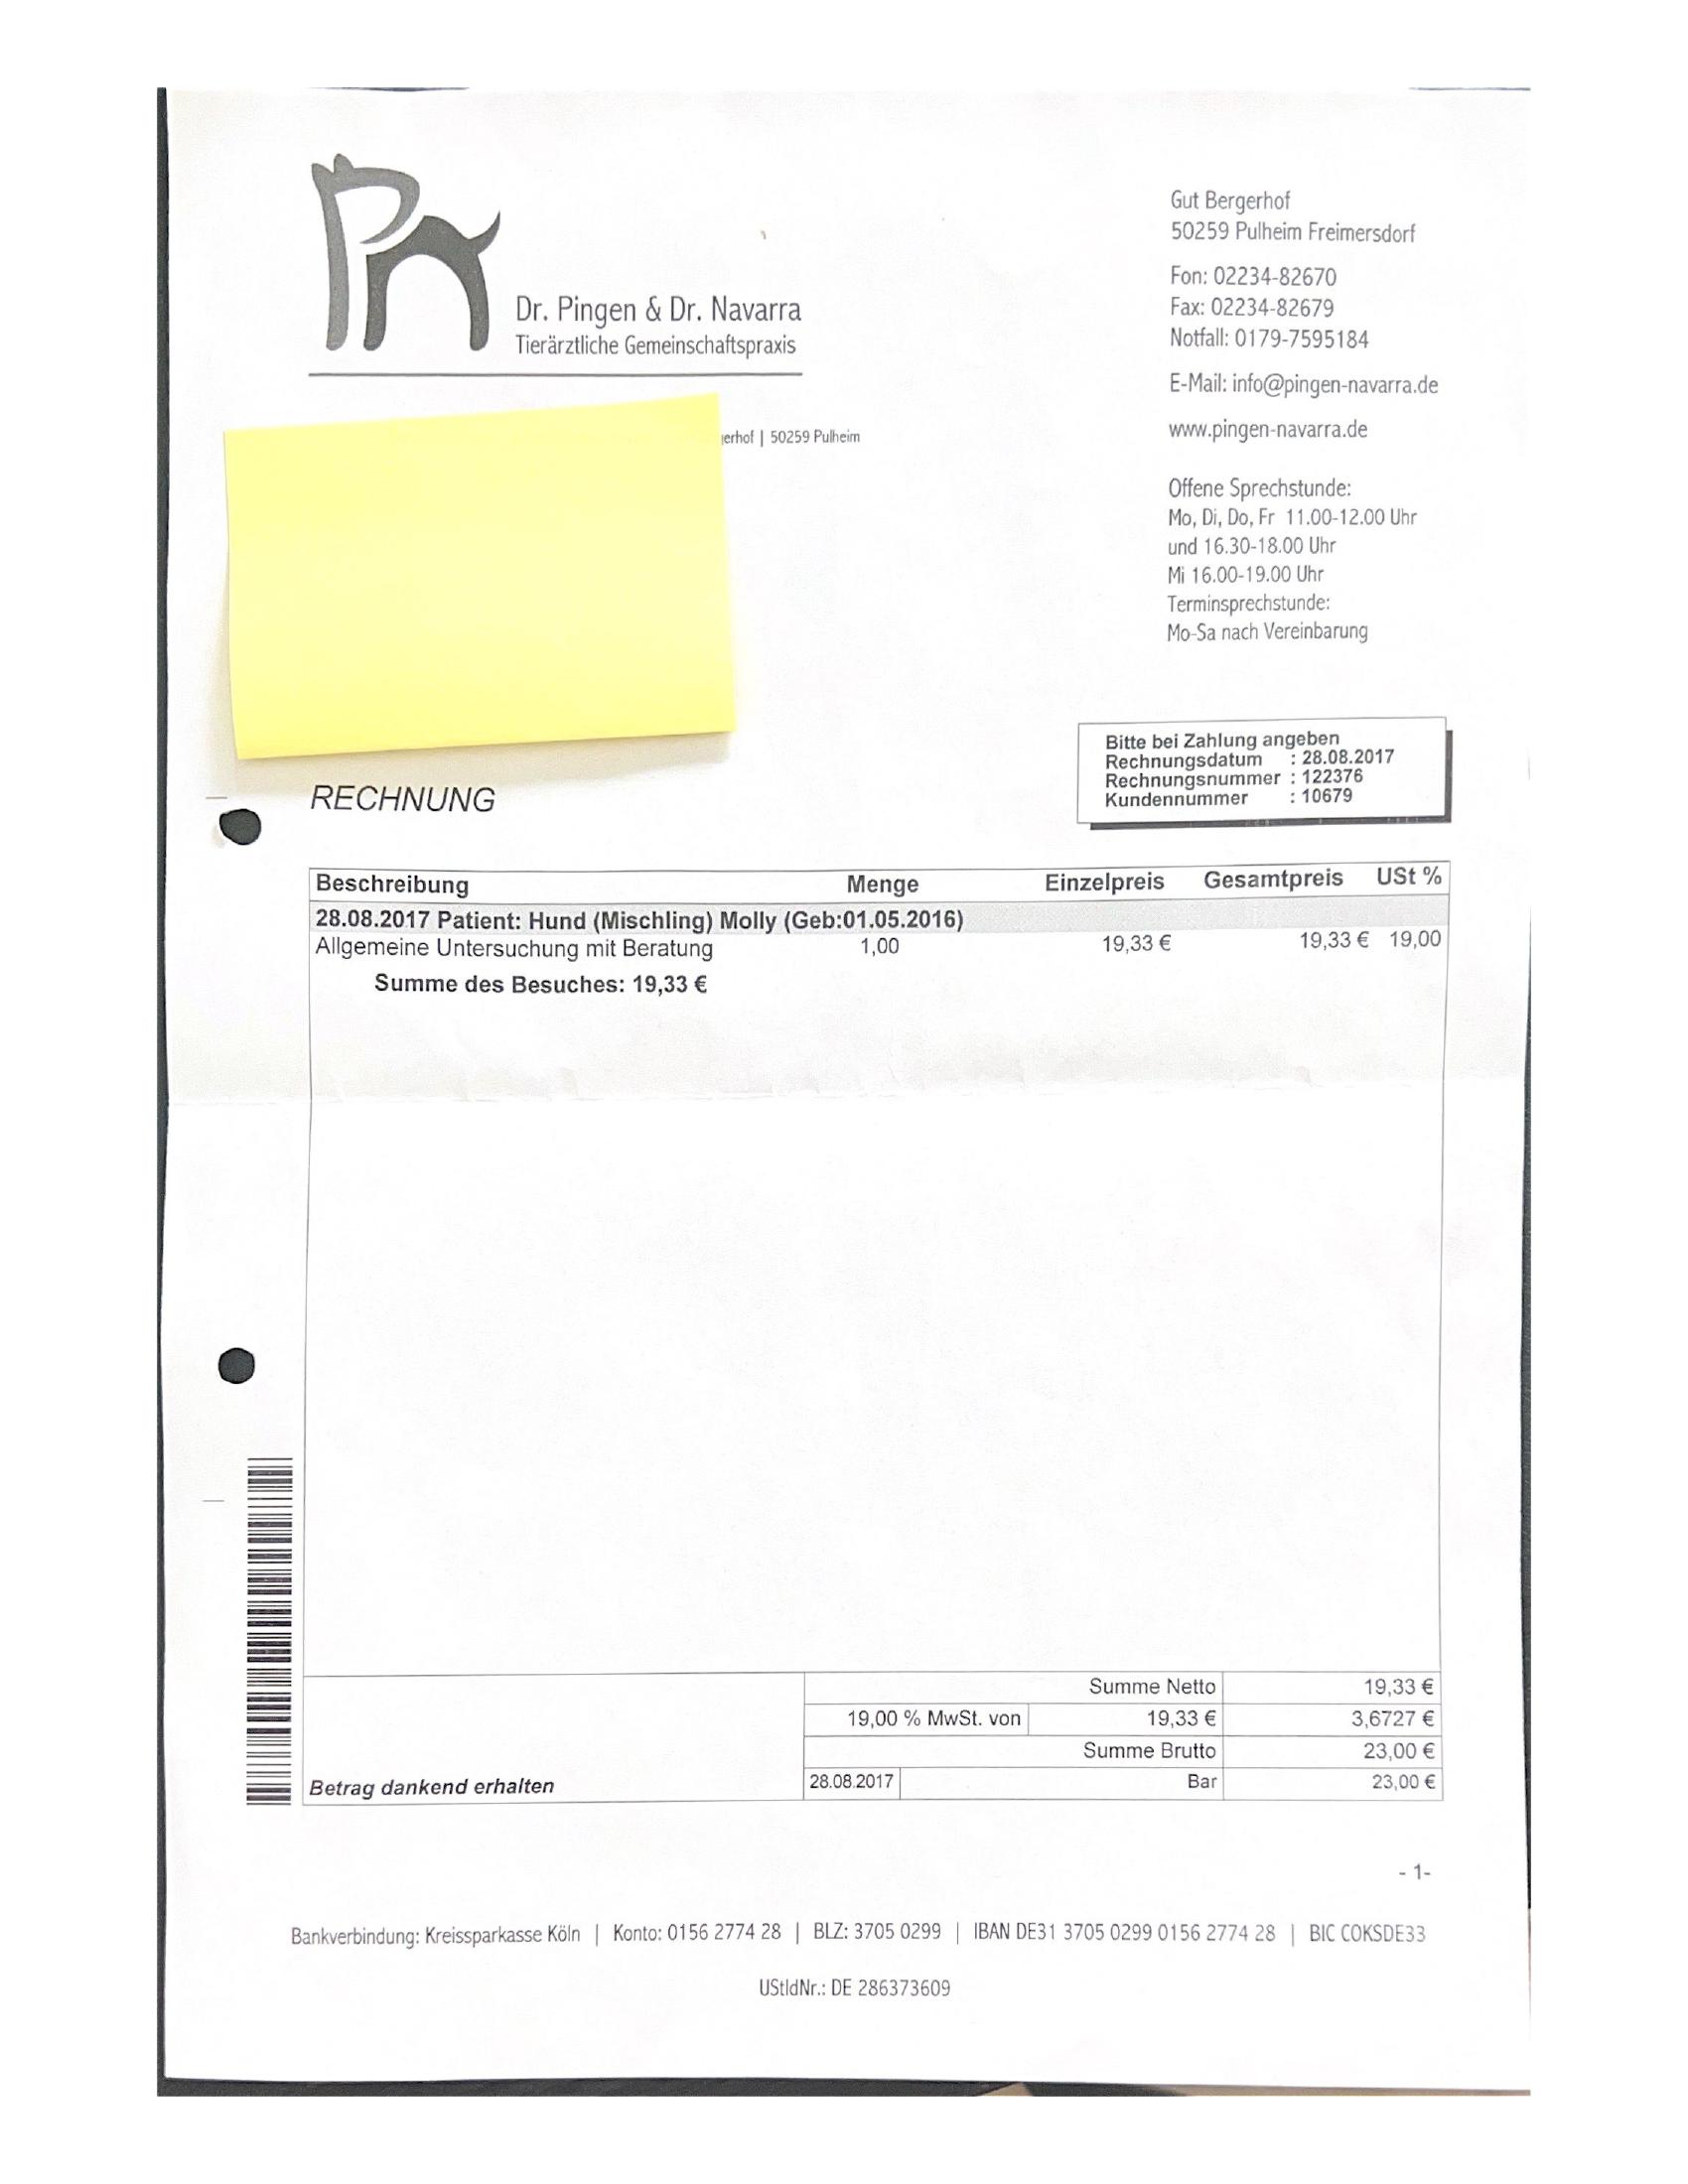 Dr. Pingen & Dr. Navarra
Tierärztliche Gemeinschaftspraxis
Gut Bergerhof
50259 Pulheim Freimersdorf
Fon: 02234-82670
Fax: 02234-82679
Notfall: 0179-7595184
E-Mail: info@pingen-navarra.de
www.pingen-navarra.de
Offene Sprechstunde:
Mo, Di, Do, Fr 11.00-12.00 Uhr
und 16.30-18.00 Uhr
Mi 16.00-19.00 Uhr
Terminsprechstunde:
Mo-Sa nach Vereinbarung
| 50259 Pulheim
Bitte bei Zahlung angeben
Rechnungsdatum : 28.08.2017
Rechnungsnummer : 122376
Kundennummer : 10679
RECHNUNG
Beschreibung Menge Einzelpreis Gesamtpreis USt %
28.08.2017 Patient: Hund (Mischling) Molly (Geb:01.05.2016)
Allgemeine Untersuchung mit Beratung 1,00 19,33 € 19,33 € 19,00
Summe des Besuches: 19,33 €
Summe Netto 19,33 €
19,00 % MwSt. von 19,33 € 3,6727 €
Summe Brutto 23,00 €
Betrag dankend erhalten 28.08.2017 Bar 23,00 €
- 1-
Bankverbindung: Kreissparkasse Köln | Konto: 0156 2774 28 | BLZ: 3705 0299 | IBAN DE31 3705 0299 0156 2774 28 | BIC COKSDE33
UStIdNr.: DE 286373609